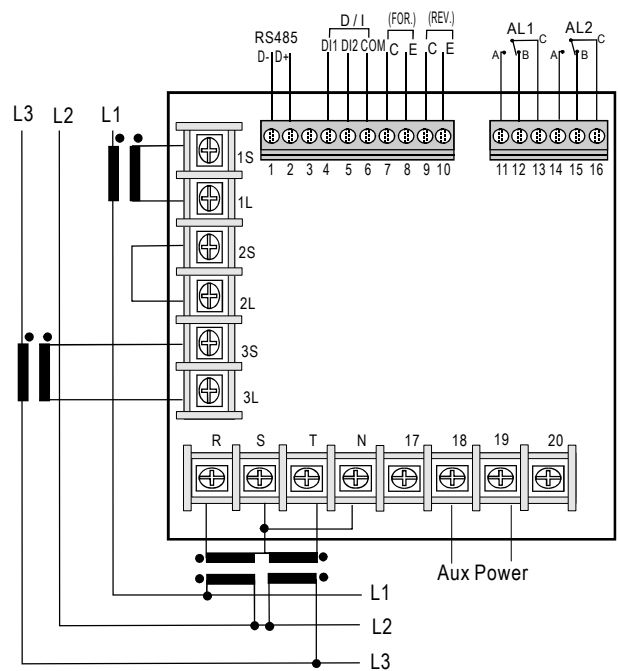 D / I (FOR.) (REV.) AL1 AL2
RS485
D- D+ DI1 DI2 COM C E C E A B C A B C
L3 L2 L1
1 2 3 4 5 6 7 8 9 10 11 12 13 14 15 16
1S
1L
2S
2L
3S
3L
R S T N 17 18 19 20
Aux Power
L1
L2
L3